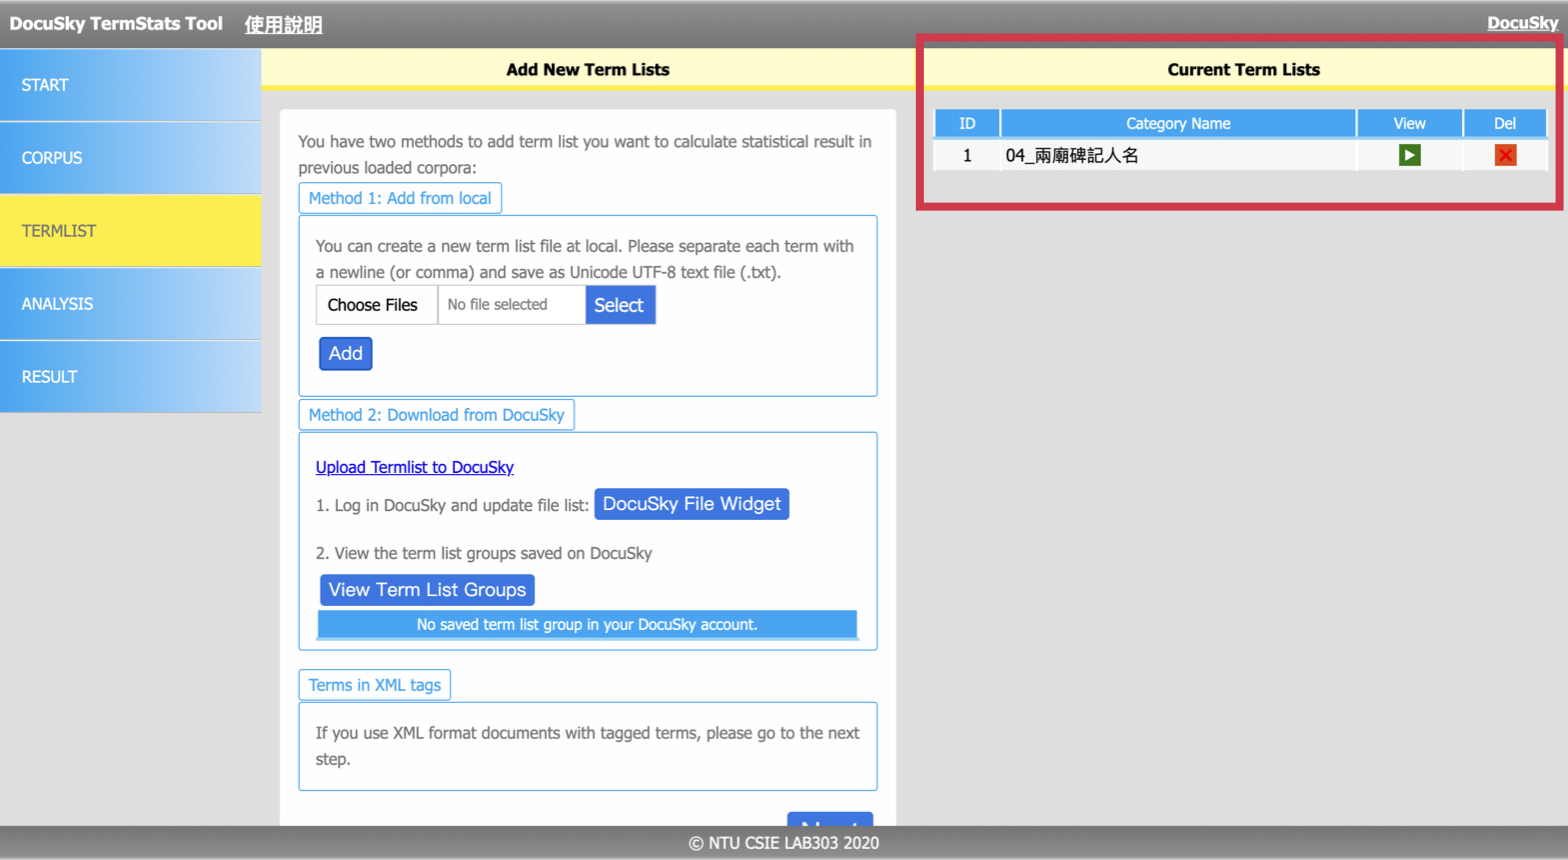 DocuSky TermStats Tool 使用說明 DocuSky
START
CORPUS
TERMLIST
ANALYSIS
RESULT
Add New Term Lists
You have two methods to add term list you want to calculate statistical result in
previous loaded corpora:
Method 1: Add from local
You can create a new term list file at local. Please separate each term with
a newline (or comma) and save as Unicode UTF-8 text file (.txt).
Choose Files No file selected Select
Add
Method 2: Download from DocuSky
Upload Termlist to DocuSky
1. Log in DocuSky and update file list: DocuSky File Widget
2. View the term list groups saved on DocuSky
View Term List Groups
No saved term list group in your DocuSky account.
Terms in XML tags
If you use XML format documents with tagged terms, please go to the next
step.
Current Term Lists
ID Category Name View Del
1 04_兩廟碑記人名
© NTU CSIE LAB303 2020